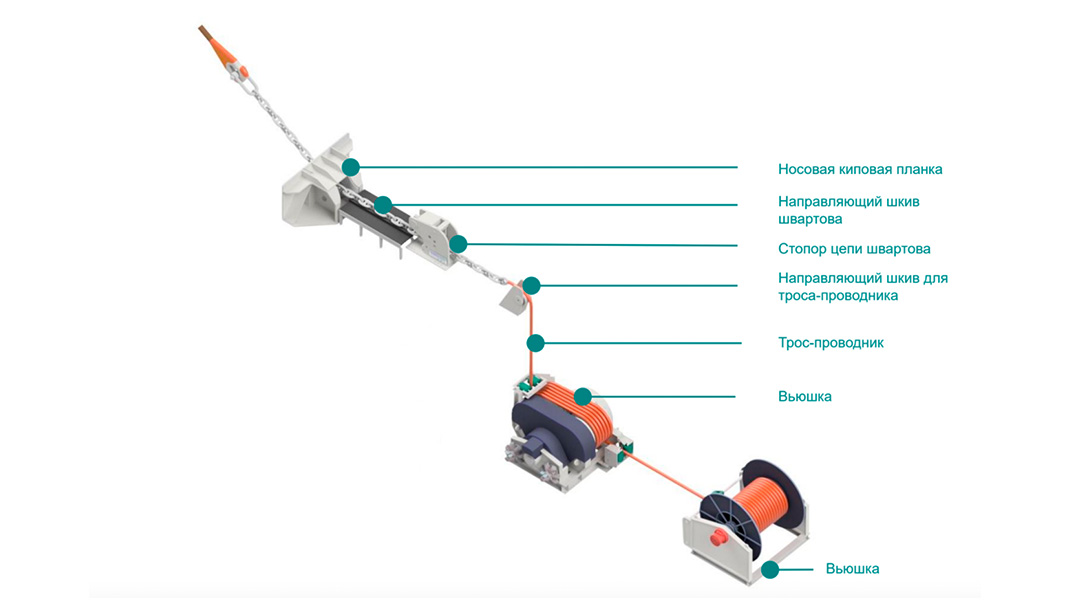 Носовая киповая планка
Направляющий шкив
швартова
Стопор цепи швартова
Направляющий шкив для
троса-проводника
Трос-проводник
Вьюшка
Вьюшка